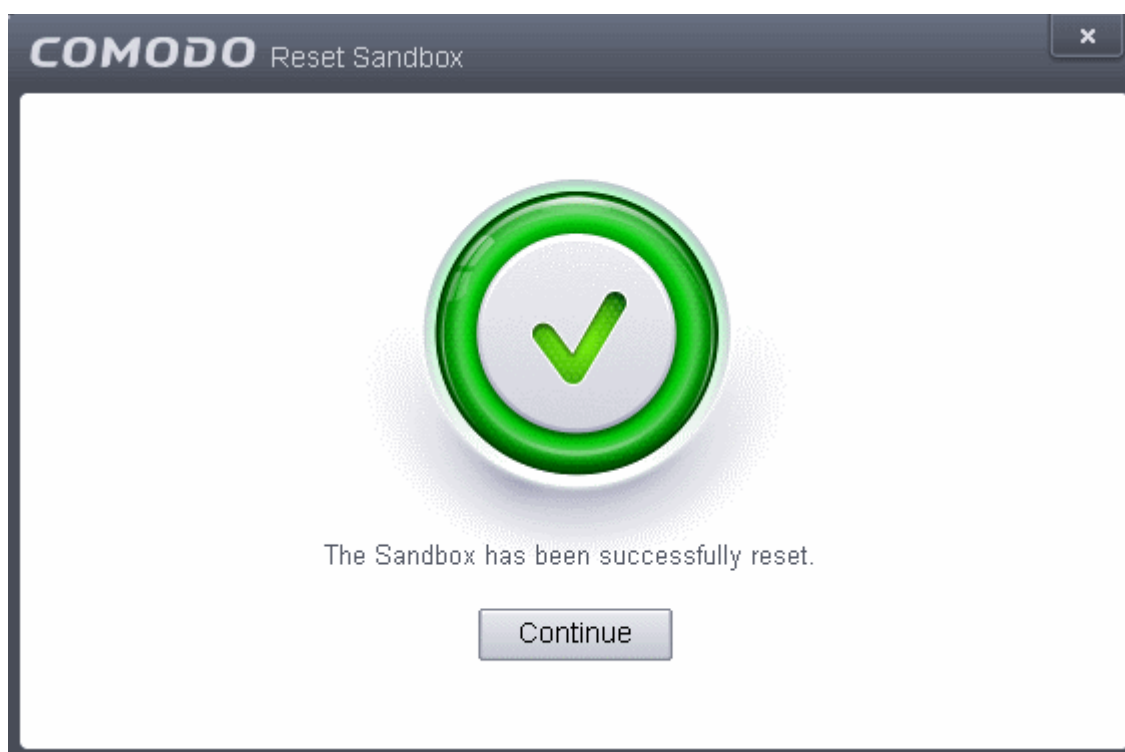 COMODO Reset Sandbox
The Sandbox has been successfully reset.
Continue